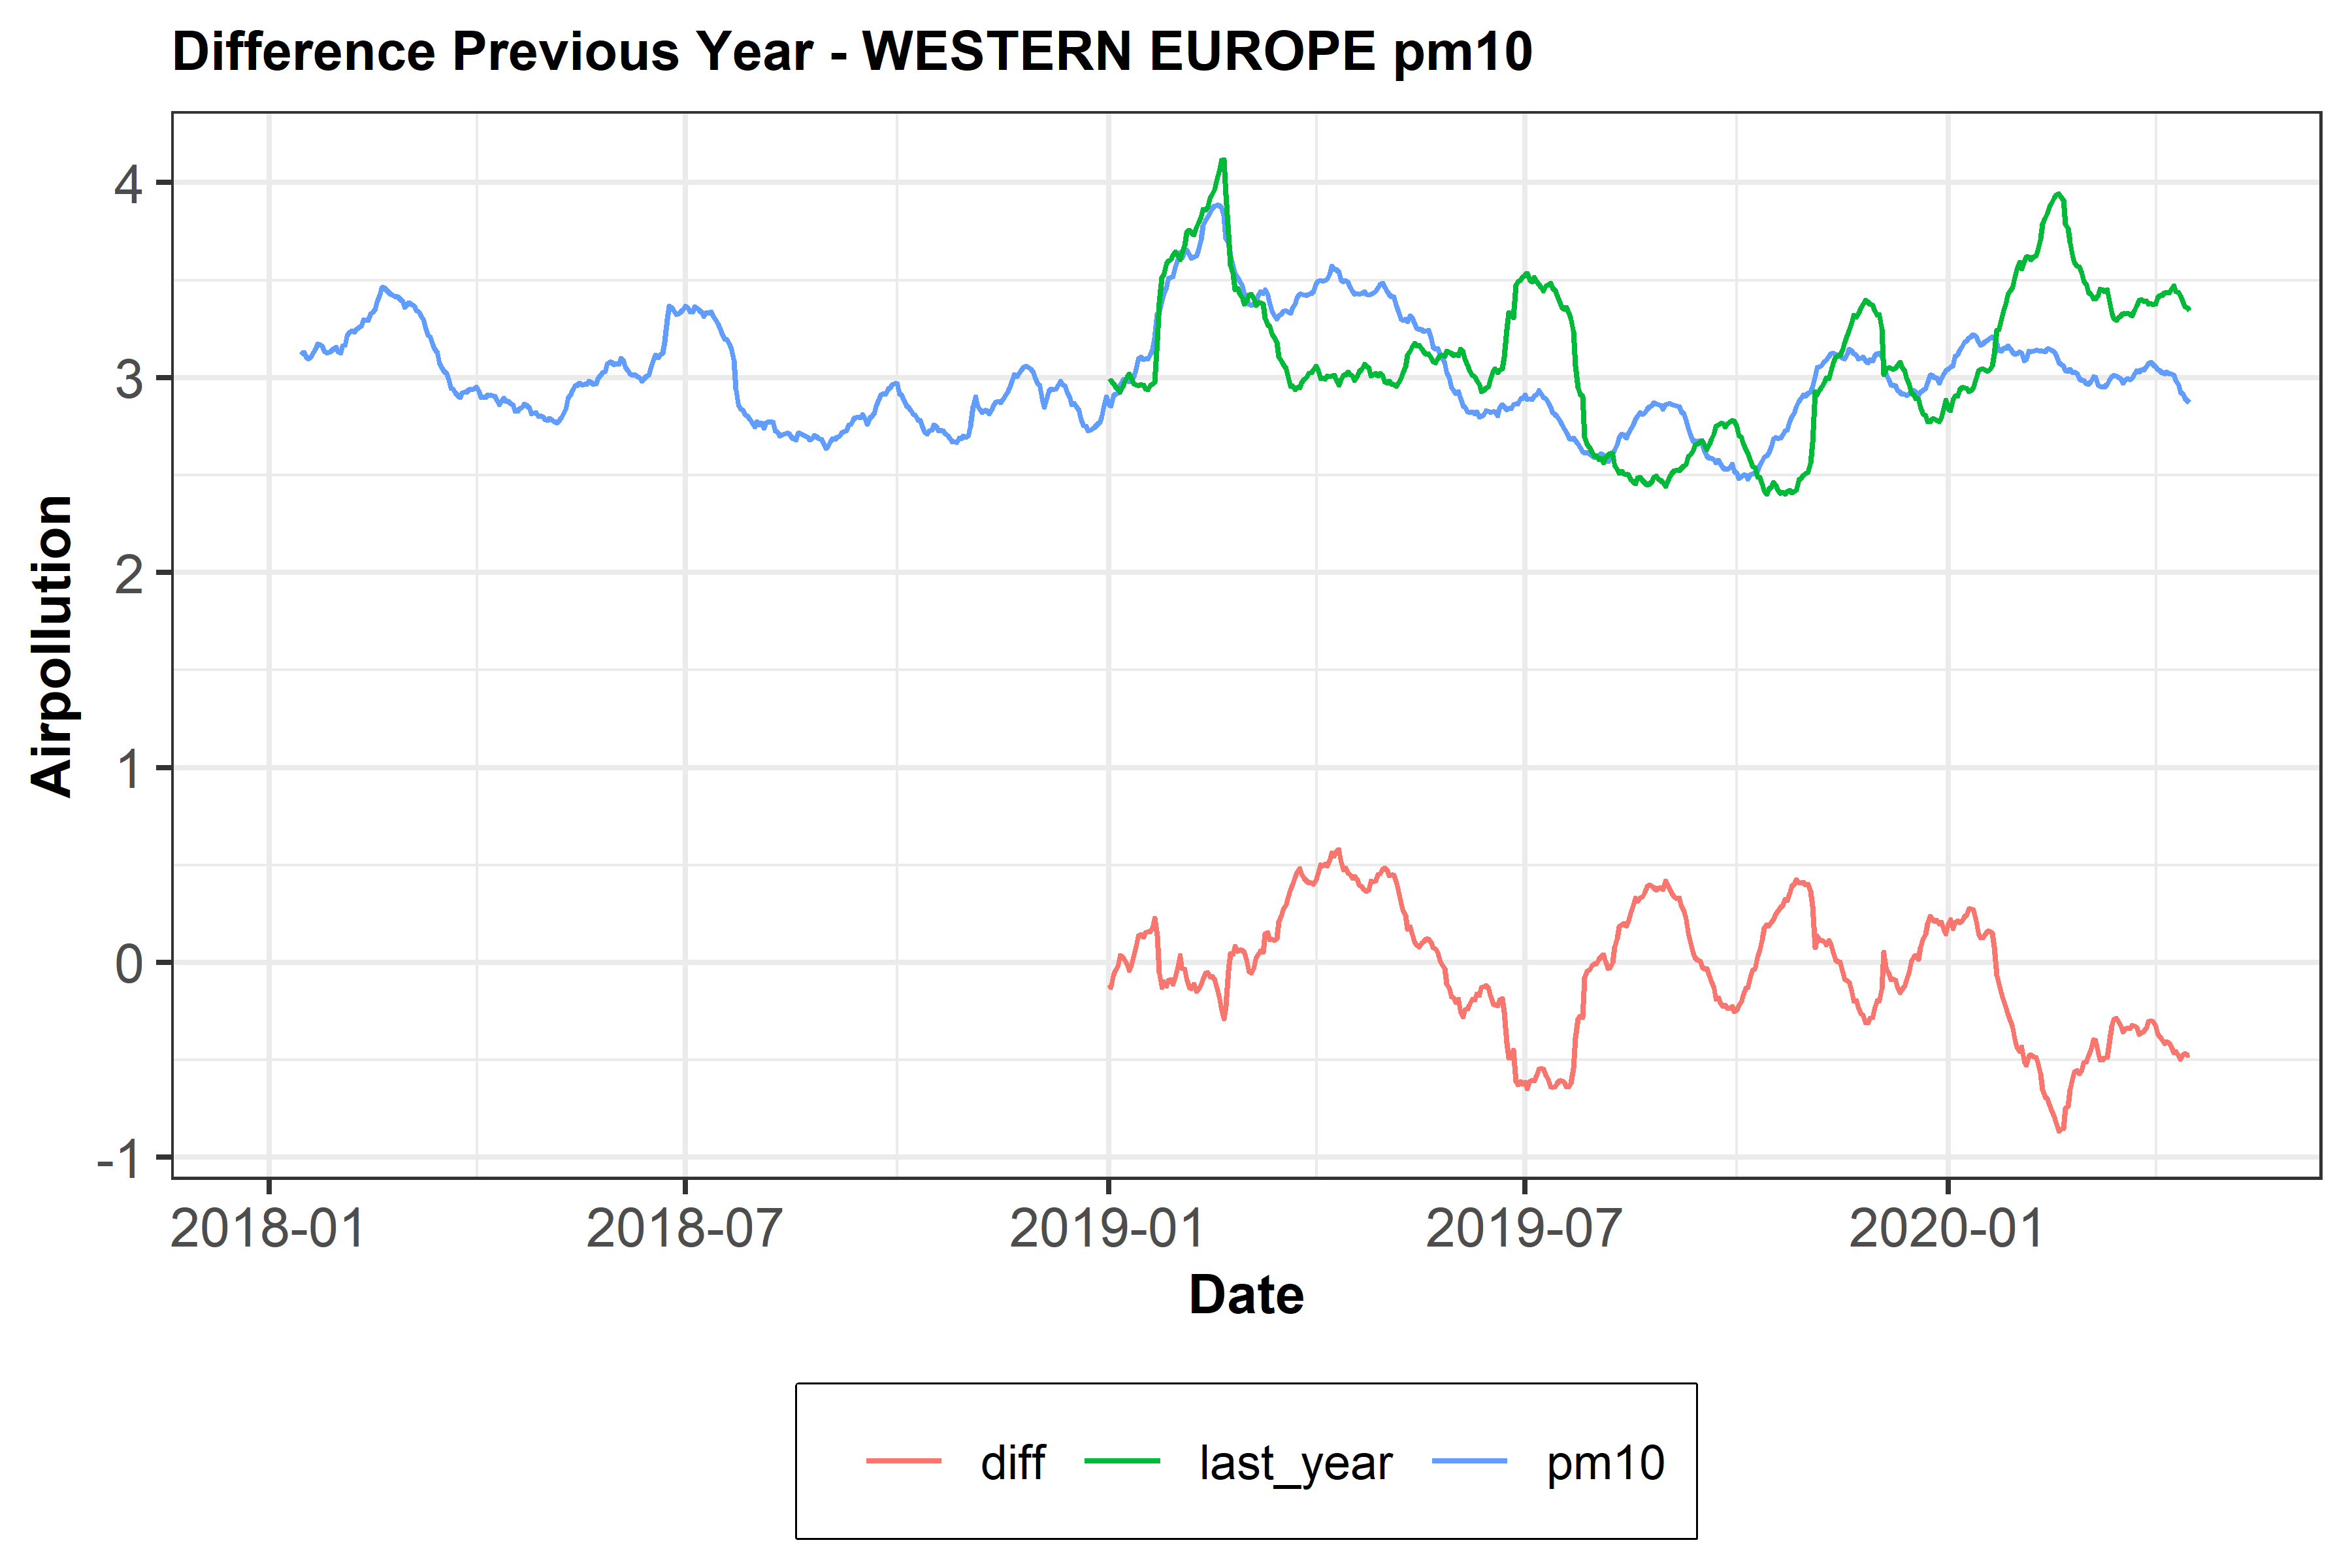 Difference Previous Year - WESTERN EUROPE pm10
Airpollution
4
3
2
1
0
-1
2018-01 2018-07 2019-01 2019-07 2020-01
Date
diff last_year pm10